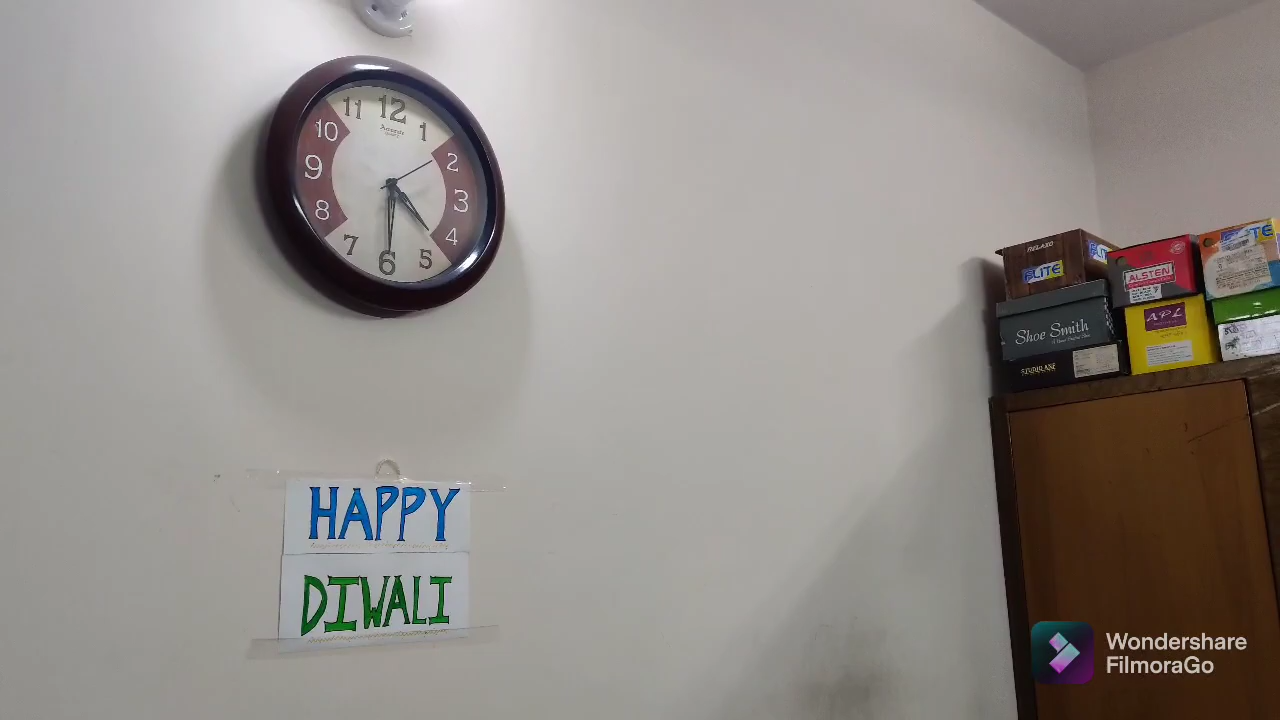 12
11
1
10
2
9
3
8
4
7
5
6
HAPPY
DIWALI
RELAXO
FLITE
ALSTEN
Shoe Smith
APL
Wondershare
FilmoraGo